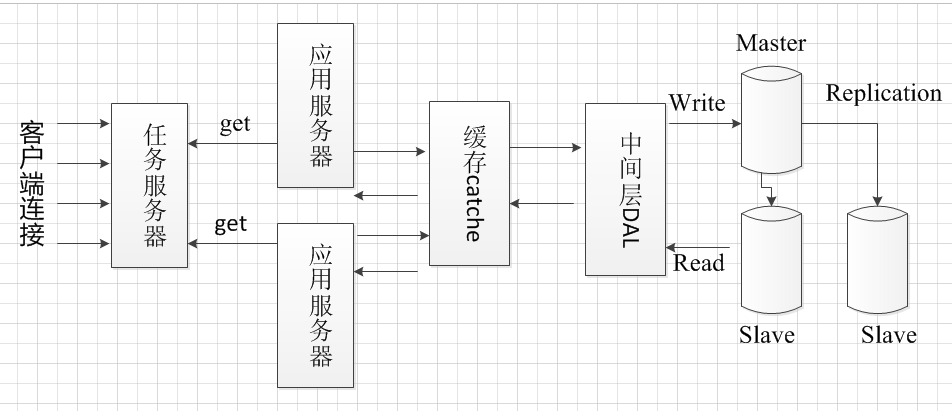 客户端连接
任务服务器
get
get
应用服务器
应用服务器
缓存catche
中间层DAL
Write
Read
Master
Replication
Slave
Slave